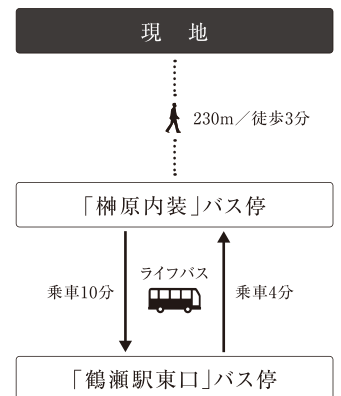 現地
230m／徒歩3分
「榊原内装」バス停
ライフバス
乗車10分
乗車4分
「鶴瀬駅東口」バス停